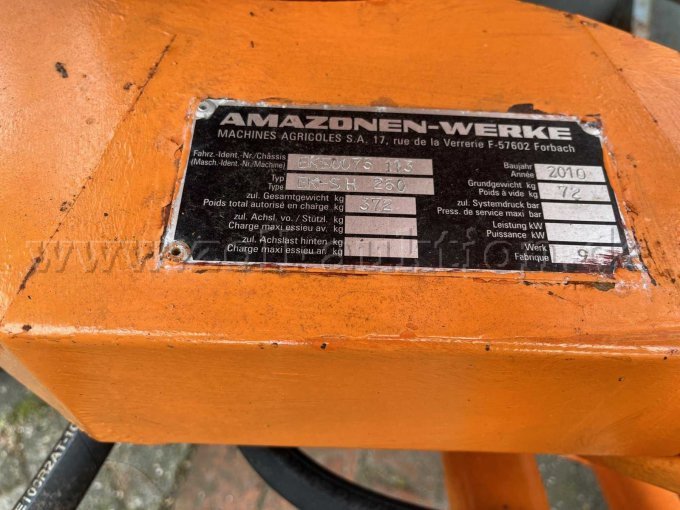 AMAZONEN-WERKE
MACHINES AGRICOLES S.A. 17, rue de la Verrerie F-57602 Forbach
Fahrz.-Ident.-Nr./Châssis
(Masch.-Ident.-Nr./Machine)
Typ
Type EK-SH 260
zul. Gesamtgewicht kg
Poids total autorisé en charge kg 372
zul. Achsl. vo./Stützl. kg
Charge maxi essieu av. kg
zul. Achslast hinten kg
Charge maxi essieu ar. kg
Baujahr
Année 2010
Grundgewicht kg
Poids à vide kg 72
zul. Systemdruck bar
Press. de service maxi bar
Leistung kW
Puissance kW
Werk
Fabrique 9